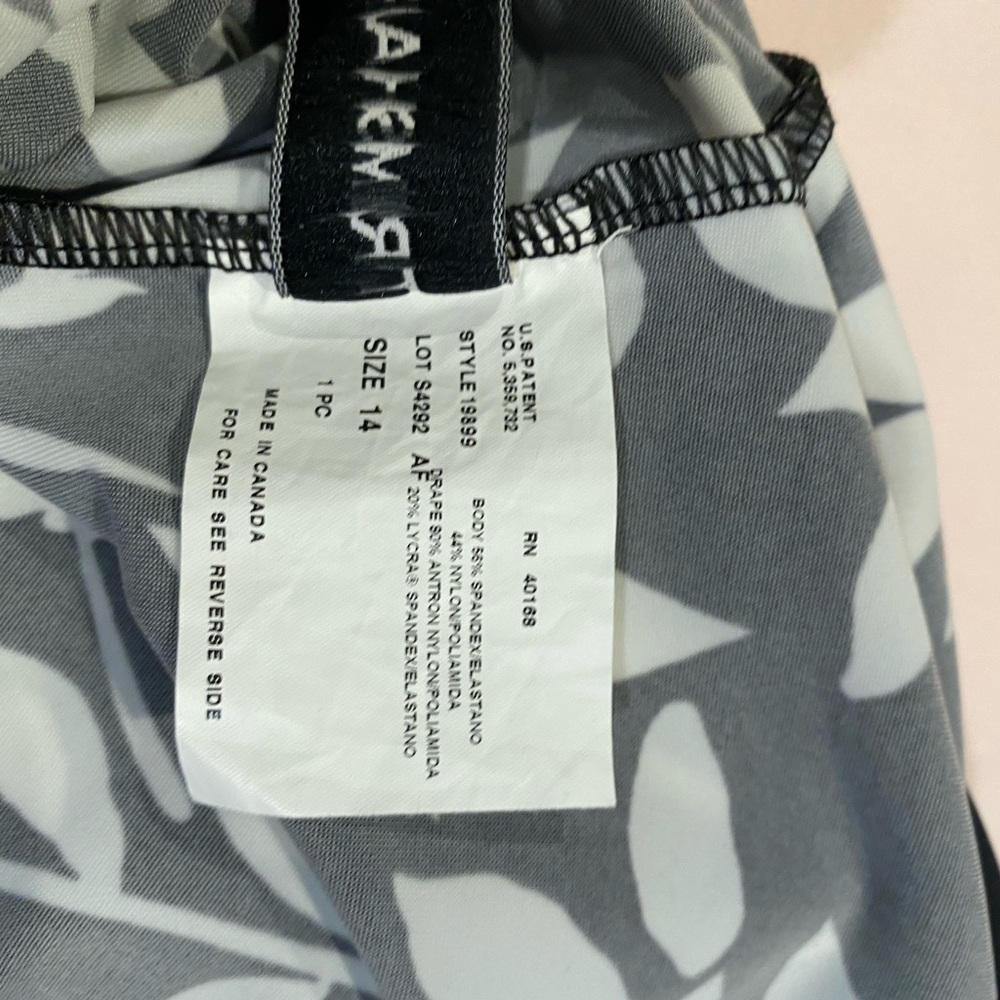 U.S.PATENT
NO. 5,359,732
RN 40168
STYLE 19899
BODY 56% SPANDEX/ELASTANO
44% NYLON/POLIAMIDA
LOT S4292 AF
DRAPE 80% ANTRON NYLON/POLIAMIDA
20% LYCRA® SPANDEX/ELASTANO
SIZE 14
1 PC
MADE IN CANADA
FOR CARE SEE REVERSE SIDE